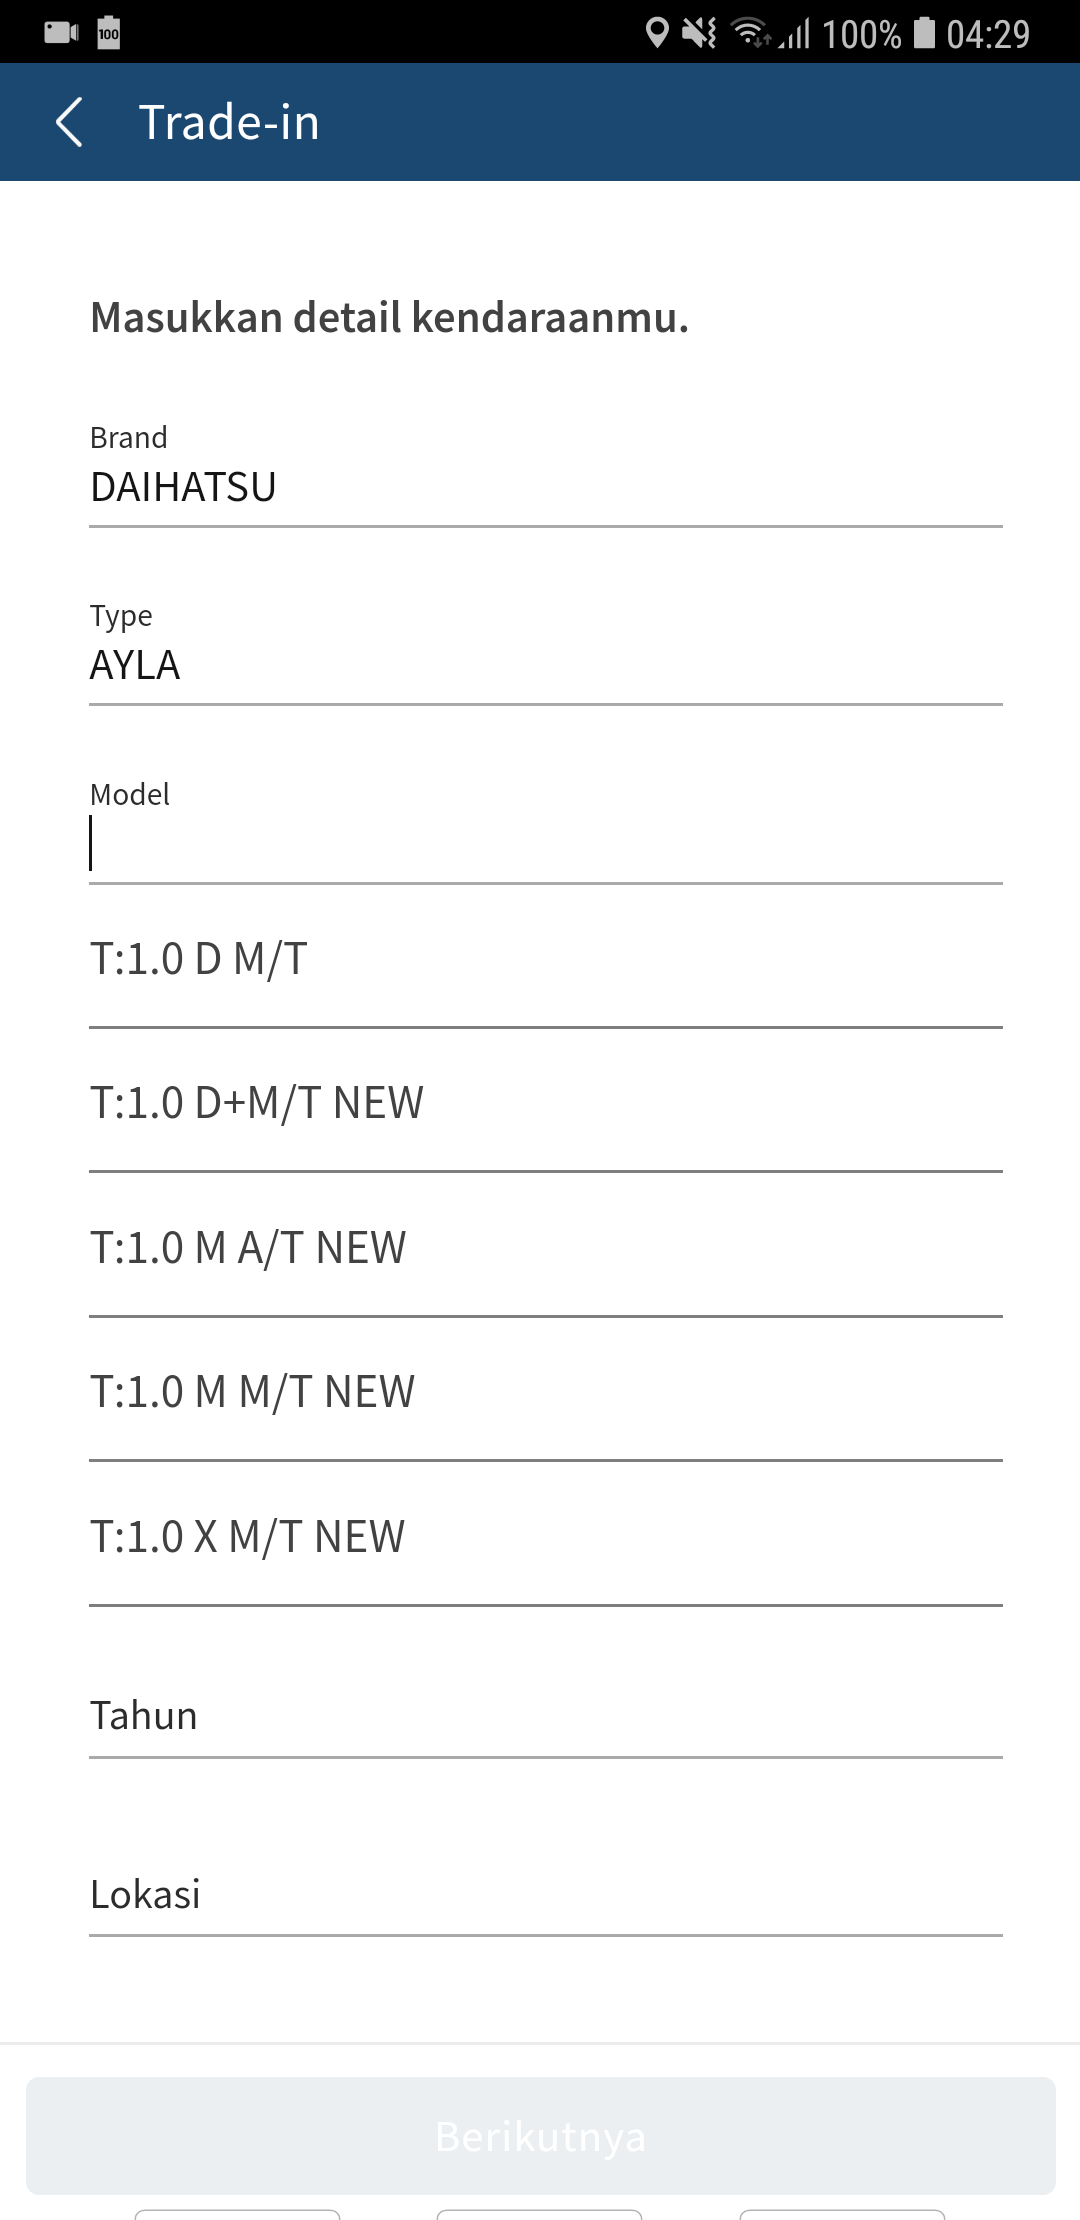 100
100% 04:29
Trade-in
Masukkan detail kendaraanmu.
Brand
DAIHATSU
Type
AYLA
Model
T:1.0 D M/T
T:1.0 D+M/T NEW
T:1.0 M A/T NEW
T:1.0 M M/T NEW
T:1.0 X M/T NEW
Tahun
Lokasi
Berikutnya